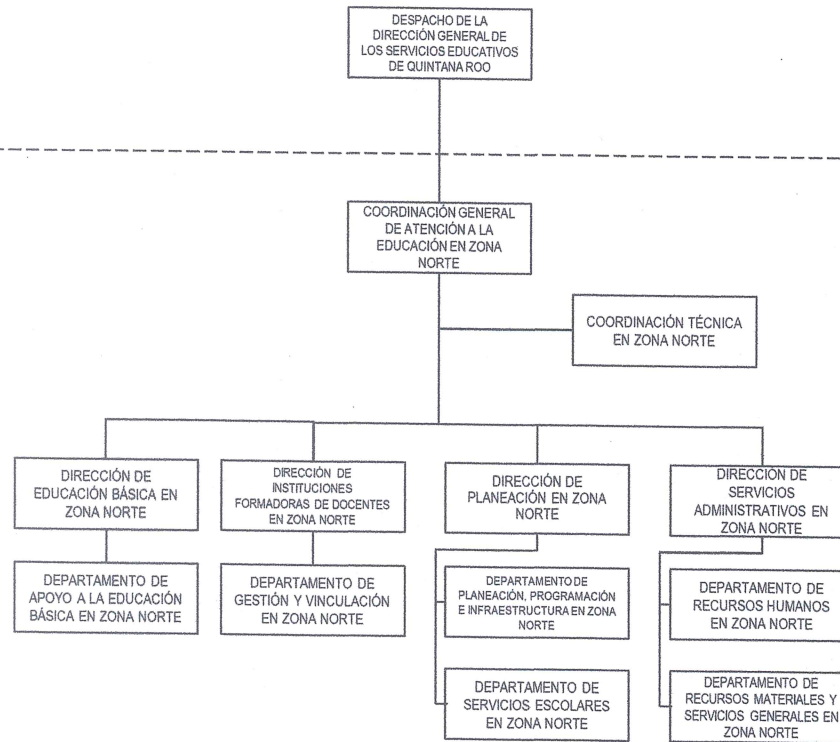 DESPACHO DE LA
DIRECCIÓN GENERAL DE
LOS SERVICIOS EDUCATIVOS
DE QUINTANA ROO
COORDINACIÓN GENERAL
DE ATENCIÓN A LA
EDUCACIÓN EN ZONA
NORTE
COORDINACIÓN TÉCNICA
EN ZONA NORTE
DIRECCIÓN DE
EDUCACIÓN BÁSICA EN
ZONA NORTE
DIRECCIÓN DE
INSTITUCIONES
FORMADORAS DE DOCENTES
EN ZONA NORTE
DIRECCIÓN DE
PLANEACIÓN EN ZONA
NORTE
DIRECCIÓN DE
SERVICIOS
ADMINISTRATIVOS EN
ZONA NORTE
DEPARTAMENTO DE
APOYO A LA EDUCACIÓN
BÁSICA EN ZONA NORTE
DEPARTAMENTO DE
GESTIÓN Y VINCULACIÓN
EN ZONA NORTE
DEPARTAMENTO DE
PLANEACIÓN, PROGRAMACIÓN
E INFRAESTRUCTURA EN ZONA
NORTE
DEPARTAMENTO DE
RECURSOS HUMANOS
EN ZONA NORTE
DEPARTAMENTO DE
SERVICIOS ESCOLARES
EN ZONA NORTE
DEPARTAMENTO DE
RECURSOS MATERIALES Y
SERVICIOS GENERALES EN
ZONA NORTE